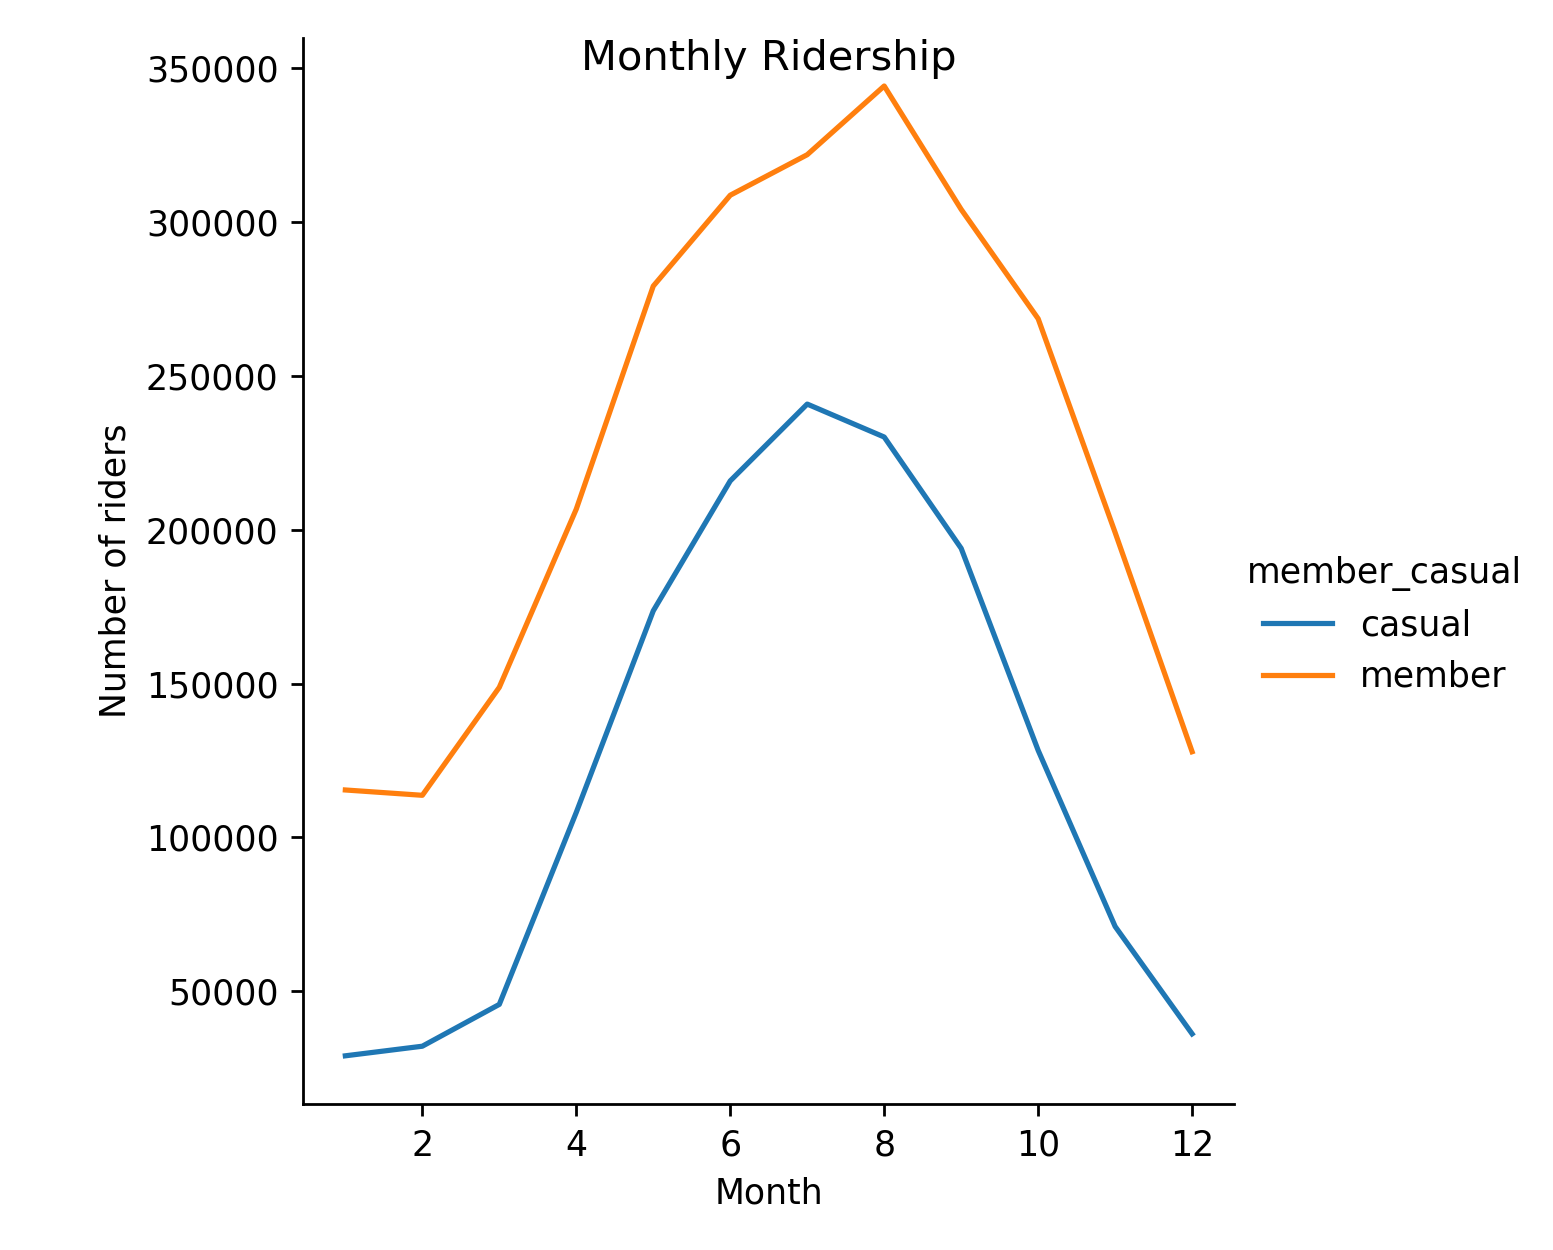 Monthly Ridership
350000
300000
250000
200000
150000
100000
50000
Number of riders
2 4 6 8 10 12
Month
member_casual
casual
member